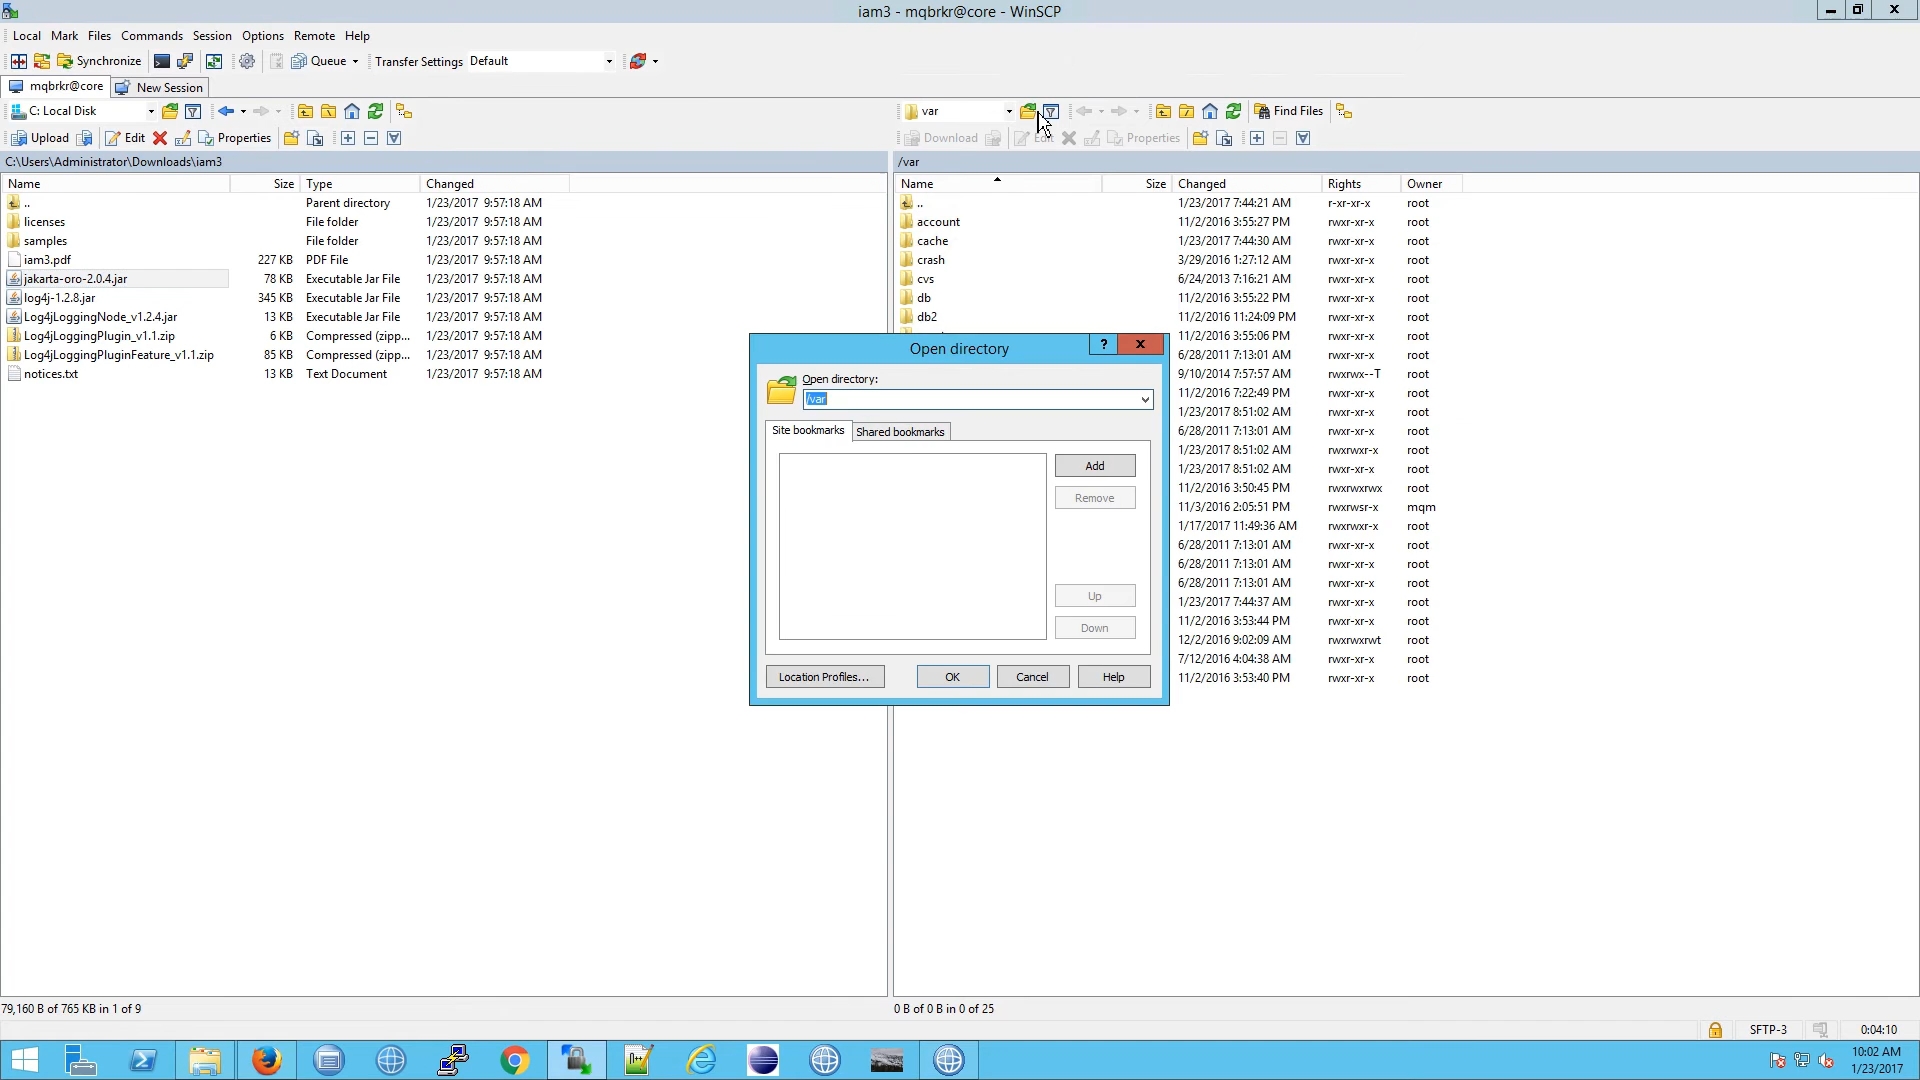 iam3 - mqbrkr@core - WinSCP
Local Mark Files Commands Session Options Remote Help
Synchronize Queue Transfer Settings Default
mqbrkr@core New Session
C: Local Disk
var Find Files
Upload Edit Properties
Download Edit Properties
C:\Users\Administrator\Downloads\iam3
/var
Name Size Type Changed
.. Parent directory 1/23/2017 9:57:18 AM
licenses File folder 1/23/2017 9:57:18 AM
samples File folder 1/23/2017 9:57:18 AM
iam3.pdf 227 KB PDF File 1/23/2017 9:57:18 AM
jakarta-oro-2.0.4.jar 78 KB Executable Jar File 1/23/2017 9:57:18 AM
log4j-1.2.8.jar 345 KB Executable Jar File 1/23/2017 9:57:18 AM
Log4jLoggingNode_v1.2.4.jar 13 KB Executable Jar File 1/23/2017 9:57:18 AM
Log4jLoggingPlugin_v1.1.zip 6 KB Compressed (zipp... 1/23/2017 9:57:18 AM
Log4jLoggingPluginFeature_v1.1.zip 85 KB Compressed (zipp... 1/23/2017 9:57:18 AM
notices.txt 13 KB Text Document 1/23/2017 9:57:18 AM
Name Size Changed Rights Owner
.. 1/23/2017 7:44:21 AM r-xr-xr-x root
account 11/2/2016 3:55:27 PM rwxr-xr-x root
cache 1/23/2017 7:44:30 AM rwxr-xr-x root
crash 3/29/2016 1:27:12 AM rwxr-xr-x root
cvs 6/24/2013 7:16:21 AM rwxr-xr-x root
db 11/2/2016 3:55:22 PM rwxr-xr-x root
db2 11/2/2016 11:24:09 PM rwxr-xr-x root
11/2/2016 3:55:06 PM rwxr-xr-x root
6/28/2011 7:13:01 AM rwxr-xr-x root
9/10/2014 7:57:57 AM rwxrwx--T root
11/2/2016 7:22:49 PM rwxr-xr-x root
1/23/2017 8:51:02 AM rwxr-xr-x root
6/28/2011 7:13:01 AM rwxr-xr-x root
1/23/2017 8:51:02 AM rwxrwxr-x root
1/23/2017 8:51:02 AM rwxr-xr-x root
11/2/2016 3:50:45 PM rwxrwxrwx root
11/3/2016 2:05:51 PM rwxrwsr-x mqm
1/17/2017 11:49:36 AM rwxrwxr-x root
6/28/2011 7:13:01 AM rwxr-xr-x root
6/28/2011 7:13:01 AM rwxr-xr-x root
6/28/2011 7:13:01 AM rwxr-xr-x root
1/23/2017 7:44:37 AM rwxr-xr-x root
11/2/2016 3:53:44 PM rwxr-xr-x root
12/2/2016 9:02:09 AM rwxrwxrwt root
7/12/2016 4:04:38 AM rwxr-xr-x root
11/2/2016 3:53:40 PM rwxr-xr-x root
Open directory
?
Open directory:
/var
Site bookmarks Shared bookmarks
Add
Remove
Up
Down
Location Profiles... OK Cancel Help
79,160 B of 765 KB in 1 of 9
0 B of 0 B in 0 of 25
SFTP-3 0:04:10
10:02 AM
1/23/2017